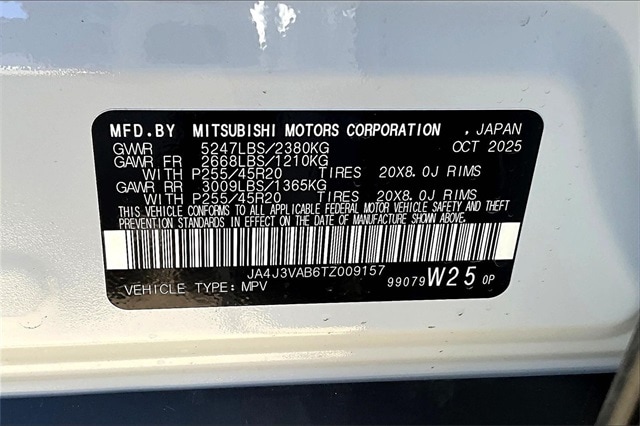 MFD.BY MITSUBISHI MOTORS CORPORATION , JAPAN
GVWR 5247LBS/2380KG OCT 2025
GAWR FR 2668LBS/1210KG
WITH P255/45R20 TIRES 20X8.0J RIMS
GAWR RR 3009LBS/1365KG
WITH P255/45R20 TIRES 20X8.0J RIMS
THIS VEHICLE CONFORMS TO ALL APPLICABLE FEDERAL MOTOR VEHICLE SAFETY AND THEFT
PREVENTION STANDARDS IN EFFECT ON THE DATE OF MANUFACTURE SHOWN ABOVE.
JA4J3VAB6TZ009157
VEHICLE TYPE: MPV 99079 W25 0P